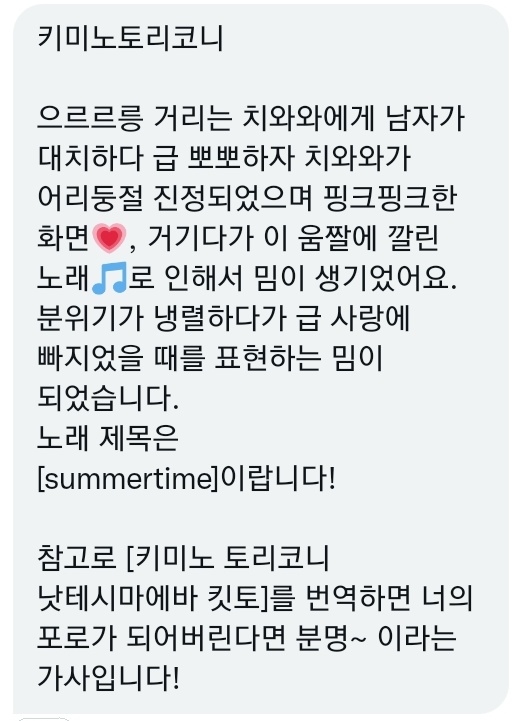 키미노토리코니
으르르릉 거리는 치와와에게 남자가
대치하다 급 뽀뽀하자 치와와가
어리둥절 진정되었으며 핑크핑크한
화면💗, 거기다가 이 움짤에 깔린
노래🎵로 인해서 밈이 생기었어요.
분위기가 냉렬하다가 급 사랑에
빠지었을 때를 표현하는 밈이
되었습니다.
노래 제목은
[summertime]이랍니다!
참고로 [키미노 토리코니
낫테시마에바 킷토]를 번역하면 너의
포로가 되어버린다면 분명~ 이라는
가사입니다!